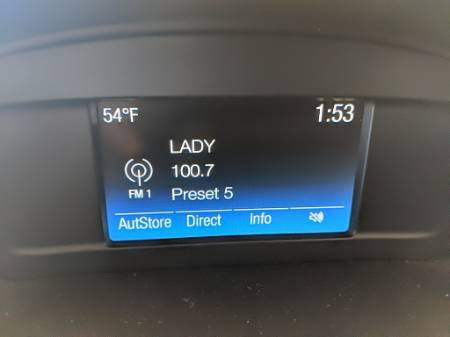 54°F 1:53
LADY
100.7
FM 1 Preset 5
AutStore Direct Info